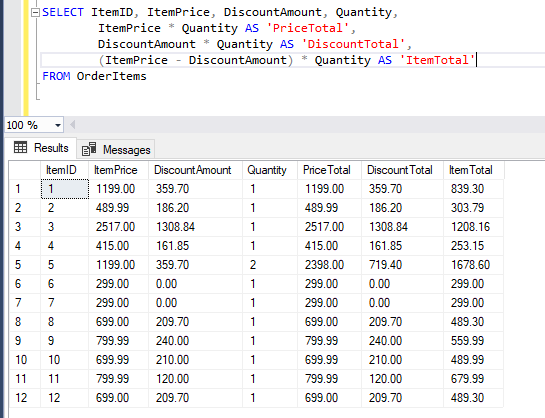 SELECT ItemID, ItemPrice, DiscountAmount, Quantity,
ItemPrice * Quantity AS 'PriceTotal',
DiscountAmount * Quantity AS 'DiscountTotal',
(ItemPrice - DiscountAmount) * Quantity AS 'ItemTotal'
FROM OrderItems
100 %
Results Messages
ItemID ItemPrice DiscountAmount Quantity PriceTotal DiscountTotal ItemTotal
1 1 1199.00 359.70 1 1199.00 359.70 839.30
2 2 489.99 186.20 1 489.99 186.20 303.79
3 3 2517.00 1308.84 1 2517.00 1308.84 1208.16
4 4 415.00 161.85 1 415.00 161.85 253.15
5 5 1199.00 359.70 2 2398.00 719.40 1678.60
6 6 299.00 0.00 1 299.00 0.00 299.00
7 7 299.00 0.00 1 299.00 0.00 299.00
8 8 699.00 209.70 1 699.00 209.70 489.30
9 9 799.99 240.00 1 799.99 240.00 559.99
10 10 699.99 210.00 1 699.99 210.00 489.99
11 11 799.99 120.00 1 799.99 120.00 679.99
12 12 699.00 209.70 1 699.00 209.70 489.30